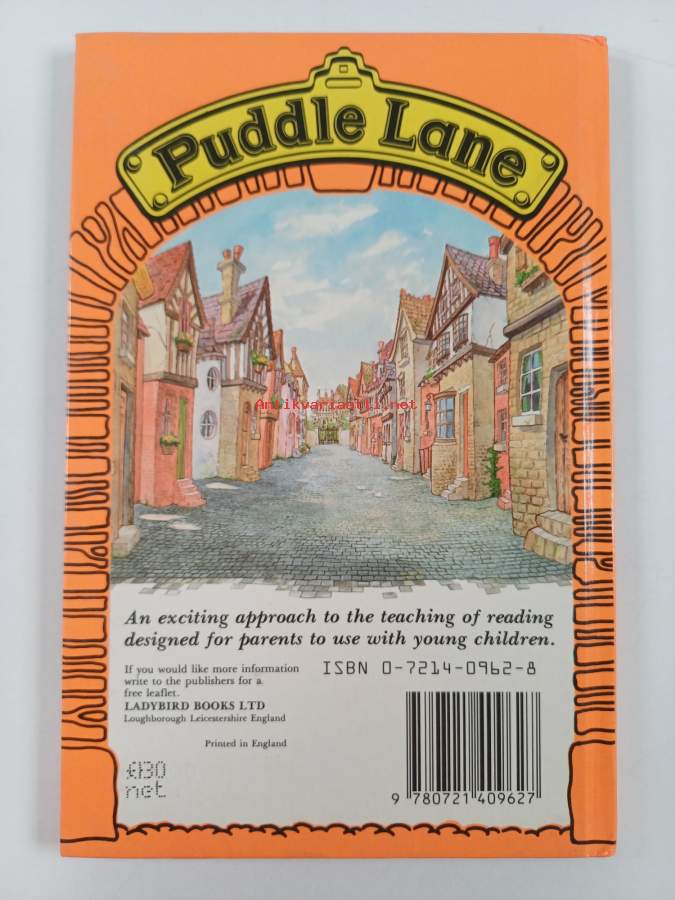 Puddle Lane
Antikvariaatti.net
An exciting approach to the teaching of reading
designed for parents to use with young children.
If you would like more information
write to the publishers for a
free leaflet.
LADYBIRD BOOKS LTD
Loughborough Leicestershire England
Printed in England
£1·30
net
ISBN 0-7214-0962-8
9 780721 409627